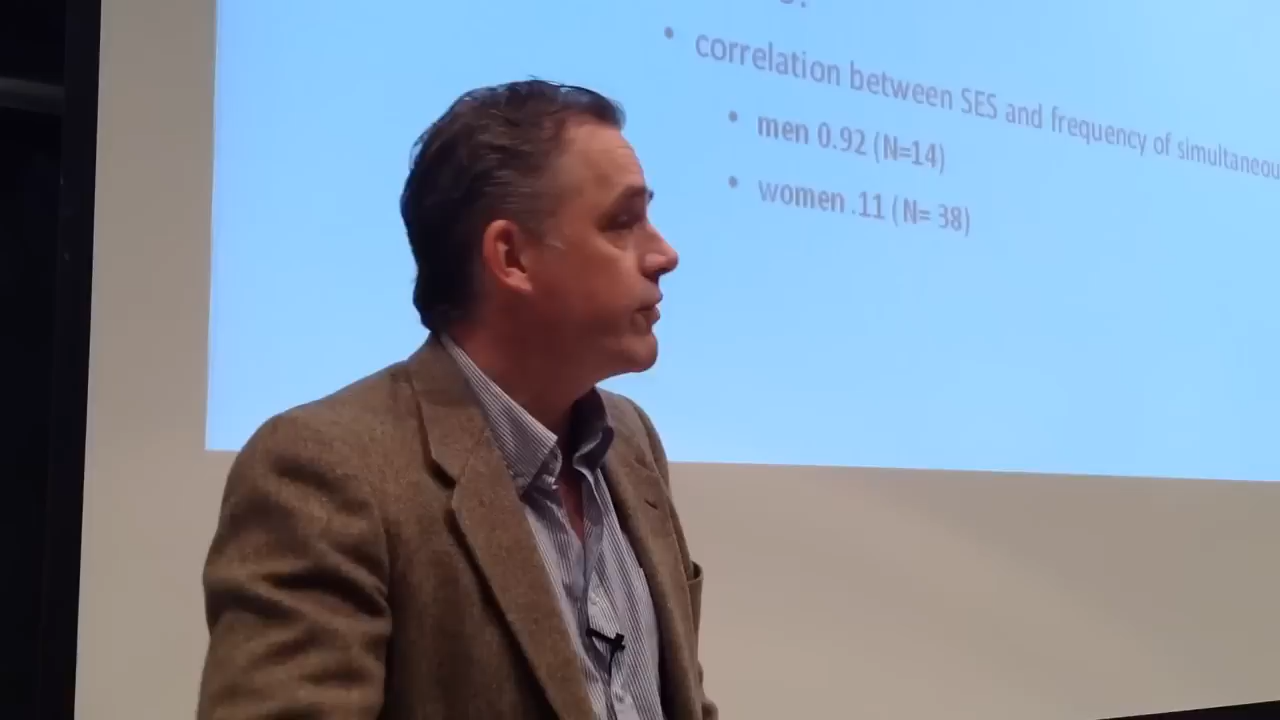 • correlation between SES and frequency of simultaneou
• men 0.92 (N=14)
• women .11 (N= 38)